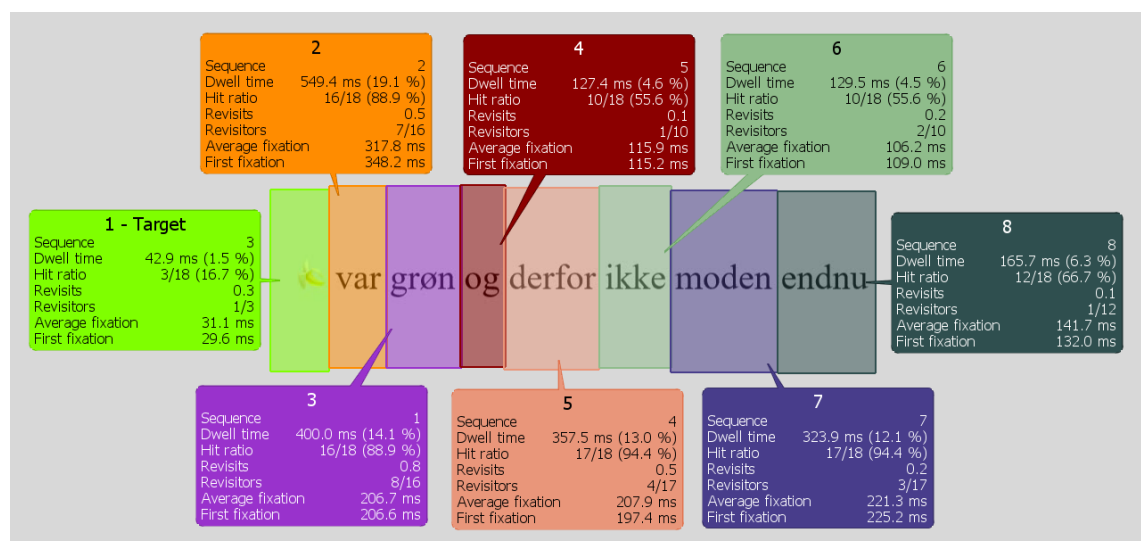 2
Sequence 2
Dwell time 549.4 ms (19.1 %)
Hit ratio 16/18 (88.9 %)
Revisits 0.5
Revisitors 7/16
Average fixation 317.8 ms
First fixation 348.2 ms
4
Sequence 5
Dwell time 127.4 ms (4.6 %)
Hit ratio 10/18 (55.6 %)
Revisits 0.1
Revisitors 1/10
Average fixation 115.9 ms
First fixation 115.2 ms
6
Sequence 6
Dwell time 129.5 ms (4.5 %)
Hit ratio 10/18 (55.6 %)
Revisits 0.2
Revisitors 2/10
Average fixation 106.2 ms
First fixation 109.0 ms
1 - Target
Sequence 3
Dwell time 42.9 ms (1.5 %)
Hit ratio 3/18 (16.7 %)
Revisits 0.3
Revisitors 1/3
Average fixation 31.1 ms
First fixation 29.6 ms
var grøn og derfor ikke moden endnu
8
Sequence 8
Dwell time 165.7 ms (6.3 %)
Hit ratio 12/18 (66.7 %)
Revisits 0.1
Revisitors 1/12
Average fixation 141.7 ms
First fixation 132.0 ms
3
Sequence 1
Dwell time 400.0 ms (14.1 %)
Hit ratio 16/18 (88.9 %)
Revisits 0.8
Revisitors 8/16
Average fixation 206.7 ms
First fixation 206.6 ms
5
Sequence 4
Dwell time 357.5 ms (13.0 %)
Hit ratio 17/18 (94.4 %)
Revisits 0.5
Revisitors 4/17
Average fixation 207.9 ms
First fixation 197.4 ms
7
Sequence 7
Dwell time 323.9 ms (12.1 %)
Hit ratio 17/18 (94.4 %)
Revisits 0.2
Revisitors 3/17
Average fixation 221.3 ms
First fixation 225.2 ms